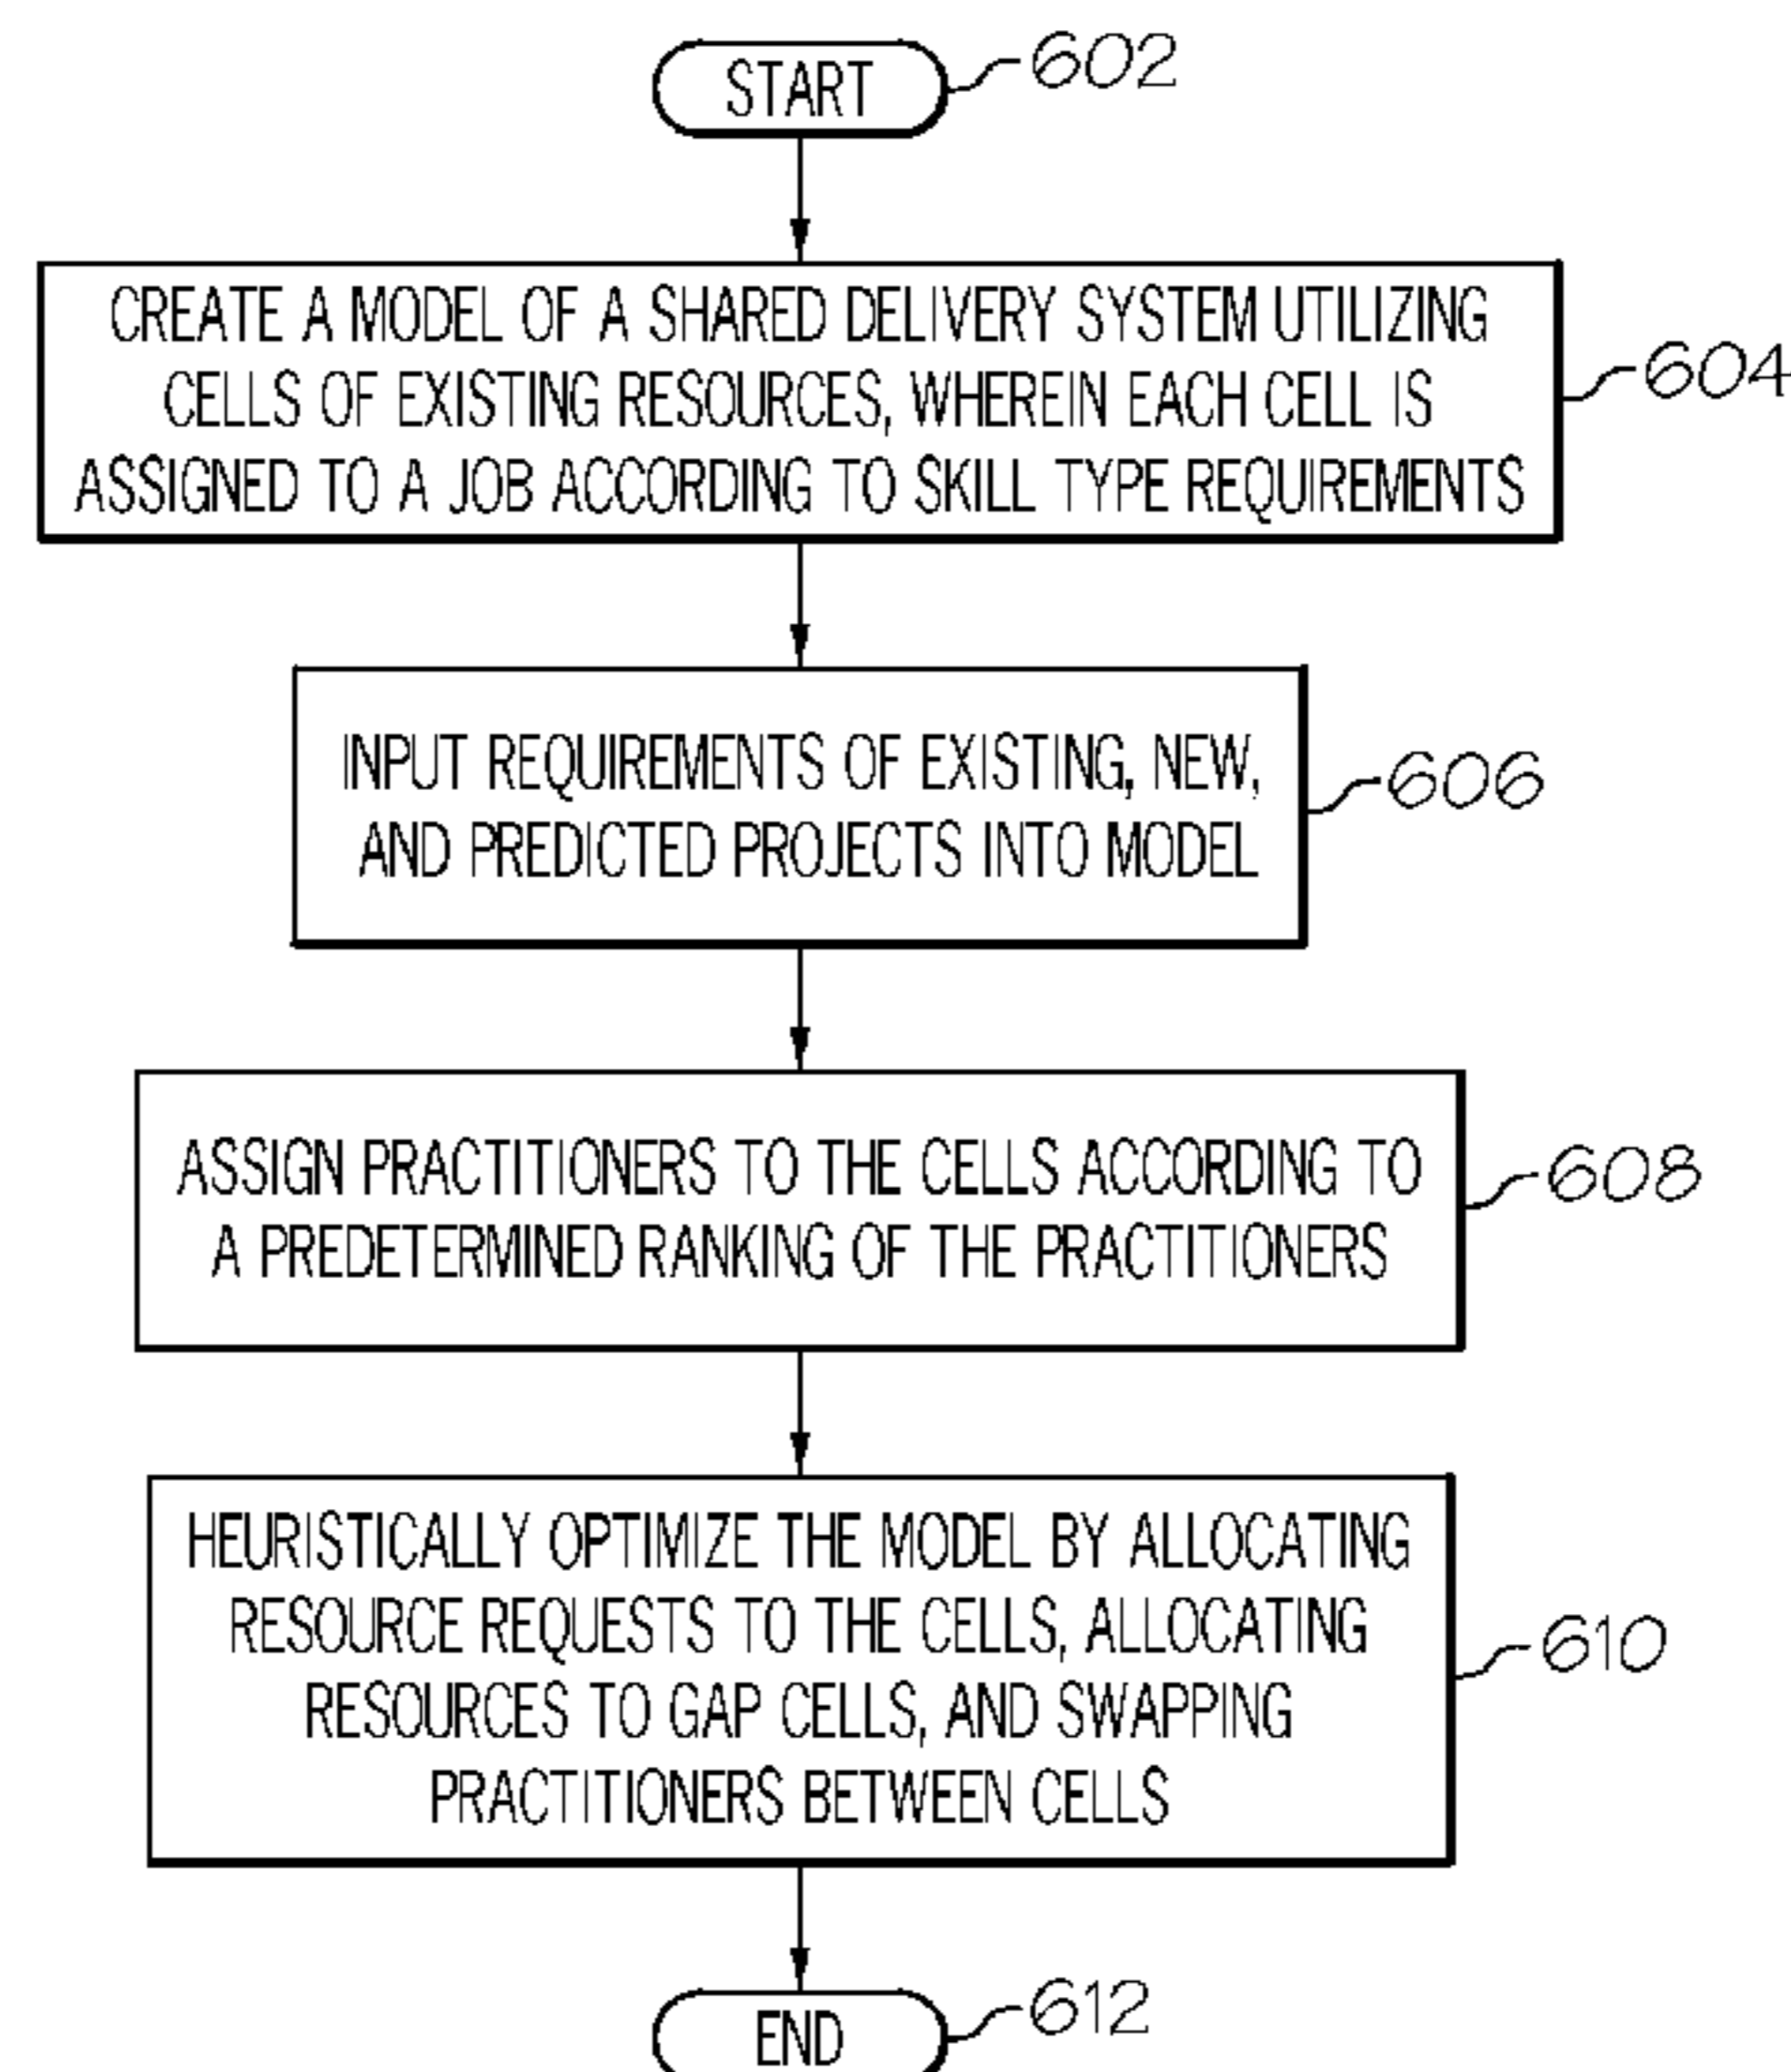 START
602
CREATE A MODEL OF A SHARED DELIVERY SYSTEM UTILIZING
CELLS OF EXISTING RESOURCES, WHEREIN EACH CELL IS
ASSIGNED TO A JOB ACCORDING TO SKILL TYPE REQUIREMENTS
604
INPUT REQUIREMENTS OF EXISTING, NEW,
AND PREDICTED PROJECTS INTO MODEL
606
ASSIGN PRACTITIONERS TO THE CELLS ACCORDING TO
A PREDETERMINED RANKING OF THE PRACTITIONERS
608
HEURISTICALLY OPTIMIZE THE MODEL BY ALLOCATING
RESOURCE REQUESTS TO THE CELLS, ALLOCATING
RESOURCES TO GAP CELLS, AND SWAPPING
PRACTITIONERS BETWEEN CELLS
610
END
612